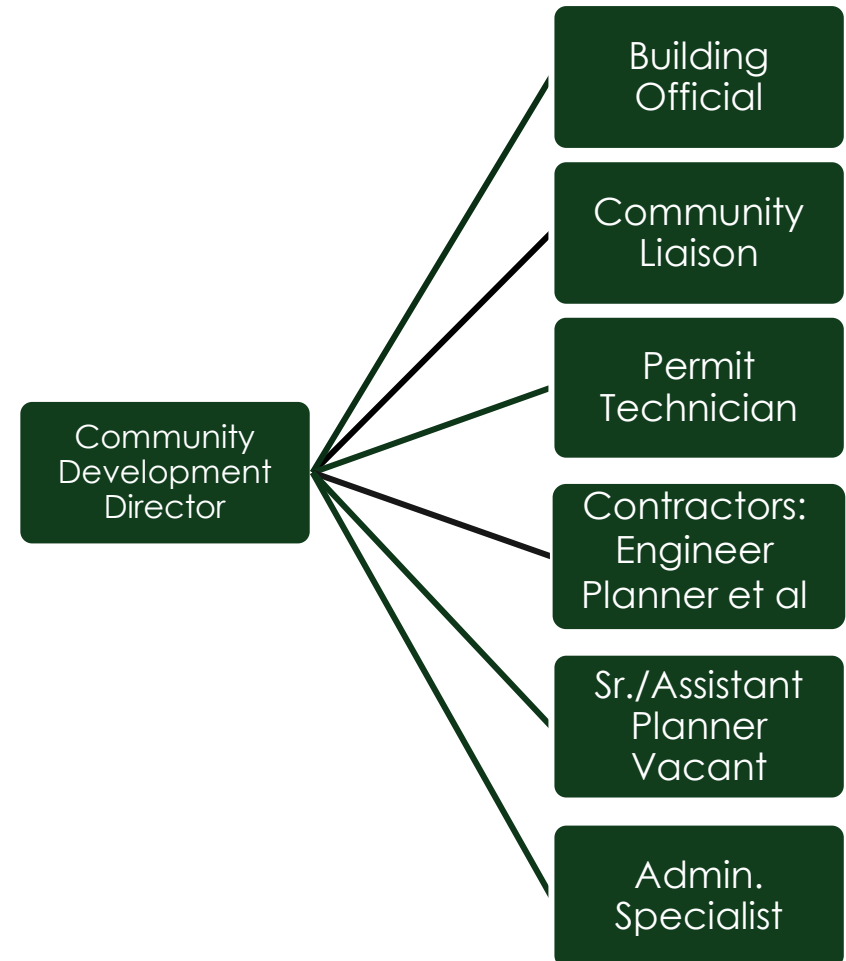 Building
Official
Community
Liaison
Permit
Technician
Community
Development
Director
Contractors:
Engineer
Planner et al
Sr./Assistant
Planner
Vacant
Admin.
Specialist